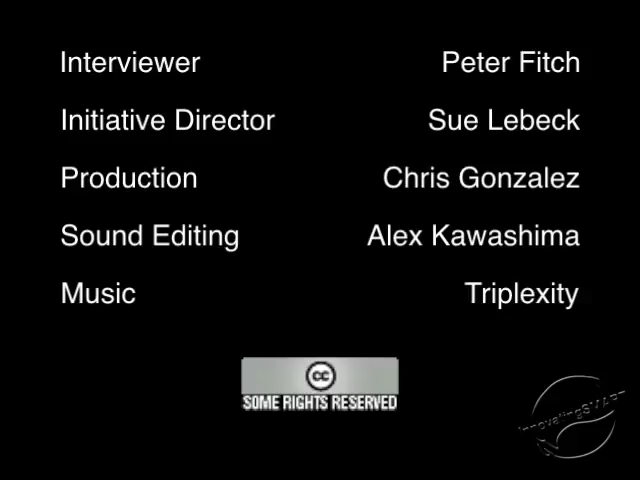 Interviewer Peter Fitch
Initiative Director Sue Lebeck
Production Chris Gonzalez
Sound Editing Alex Kawashima
Music Triplexity
cc
SOME RIGHTS RESERVED
InnovatingSMART